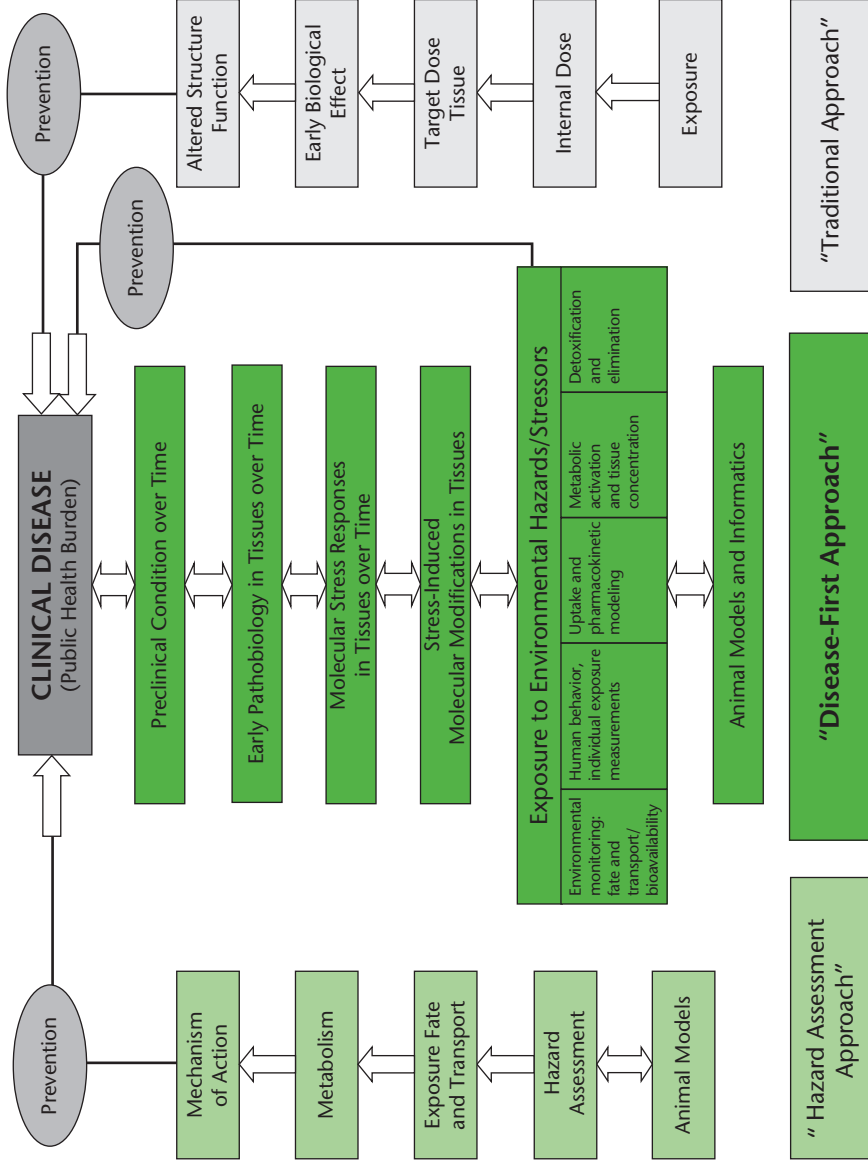 Prevention
Mechanism
of Action
Metabolism
Exposure Fate
and Transport
Hazard
Assessment
Animal Models
" Hazard Assessment
Approach"
CLINICAL DISEASE
(Public Health Burden)
Preclinical Condition over Time
Early Pathobiology in Tissues over Time
Molecular Stress Responses
in Tissues over Time
Stress-Induced
Molecular Modifications in Tissues
Exposure to Environmental Hazards/Stressors
Environmental
monitoring:
fate and
transport/
bioavailability
Human behavior,
individual exposure
measurements
Uptake and
pharmacokinetic
modeling
Metabolic
activation
and tissue
concentration
Detoxification
and
elimination
Animal Models and Informatics
"Disease-First Approach"
Prevention
Prevention
Altered Structure
Function
Early Biological
Effect
Target Dose
Tissue
Internal Dose
Exposure
"Traditional Approach"